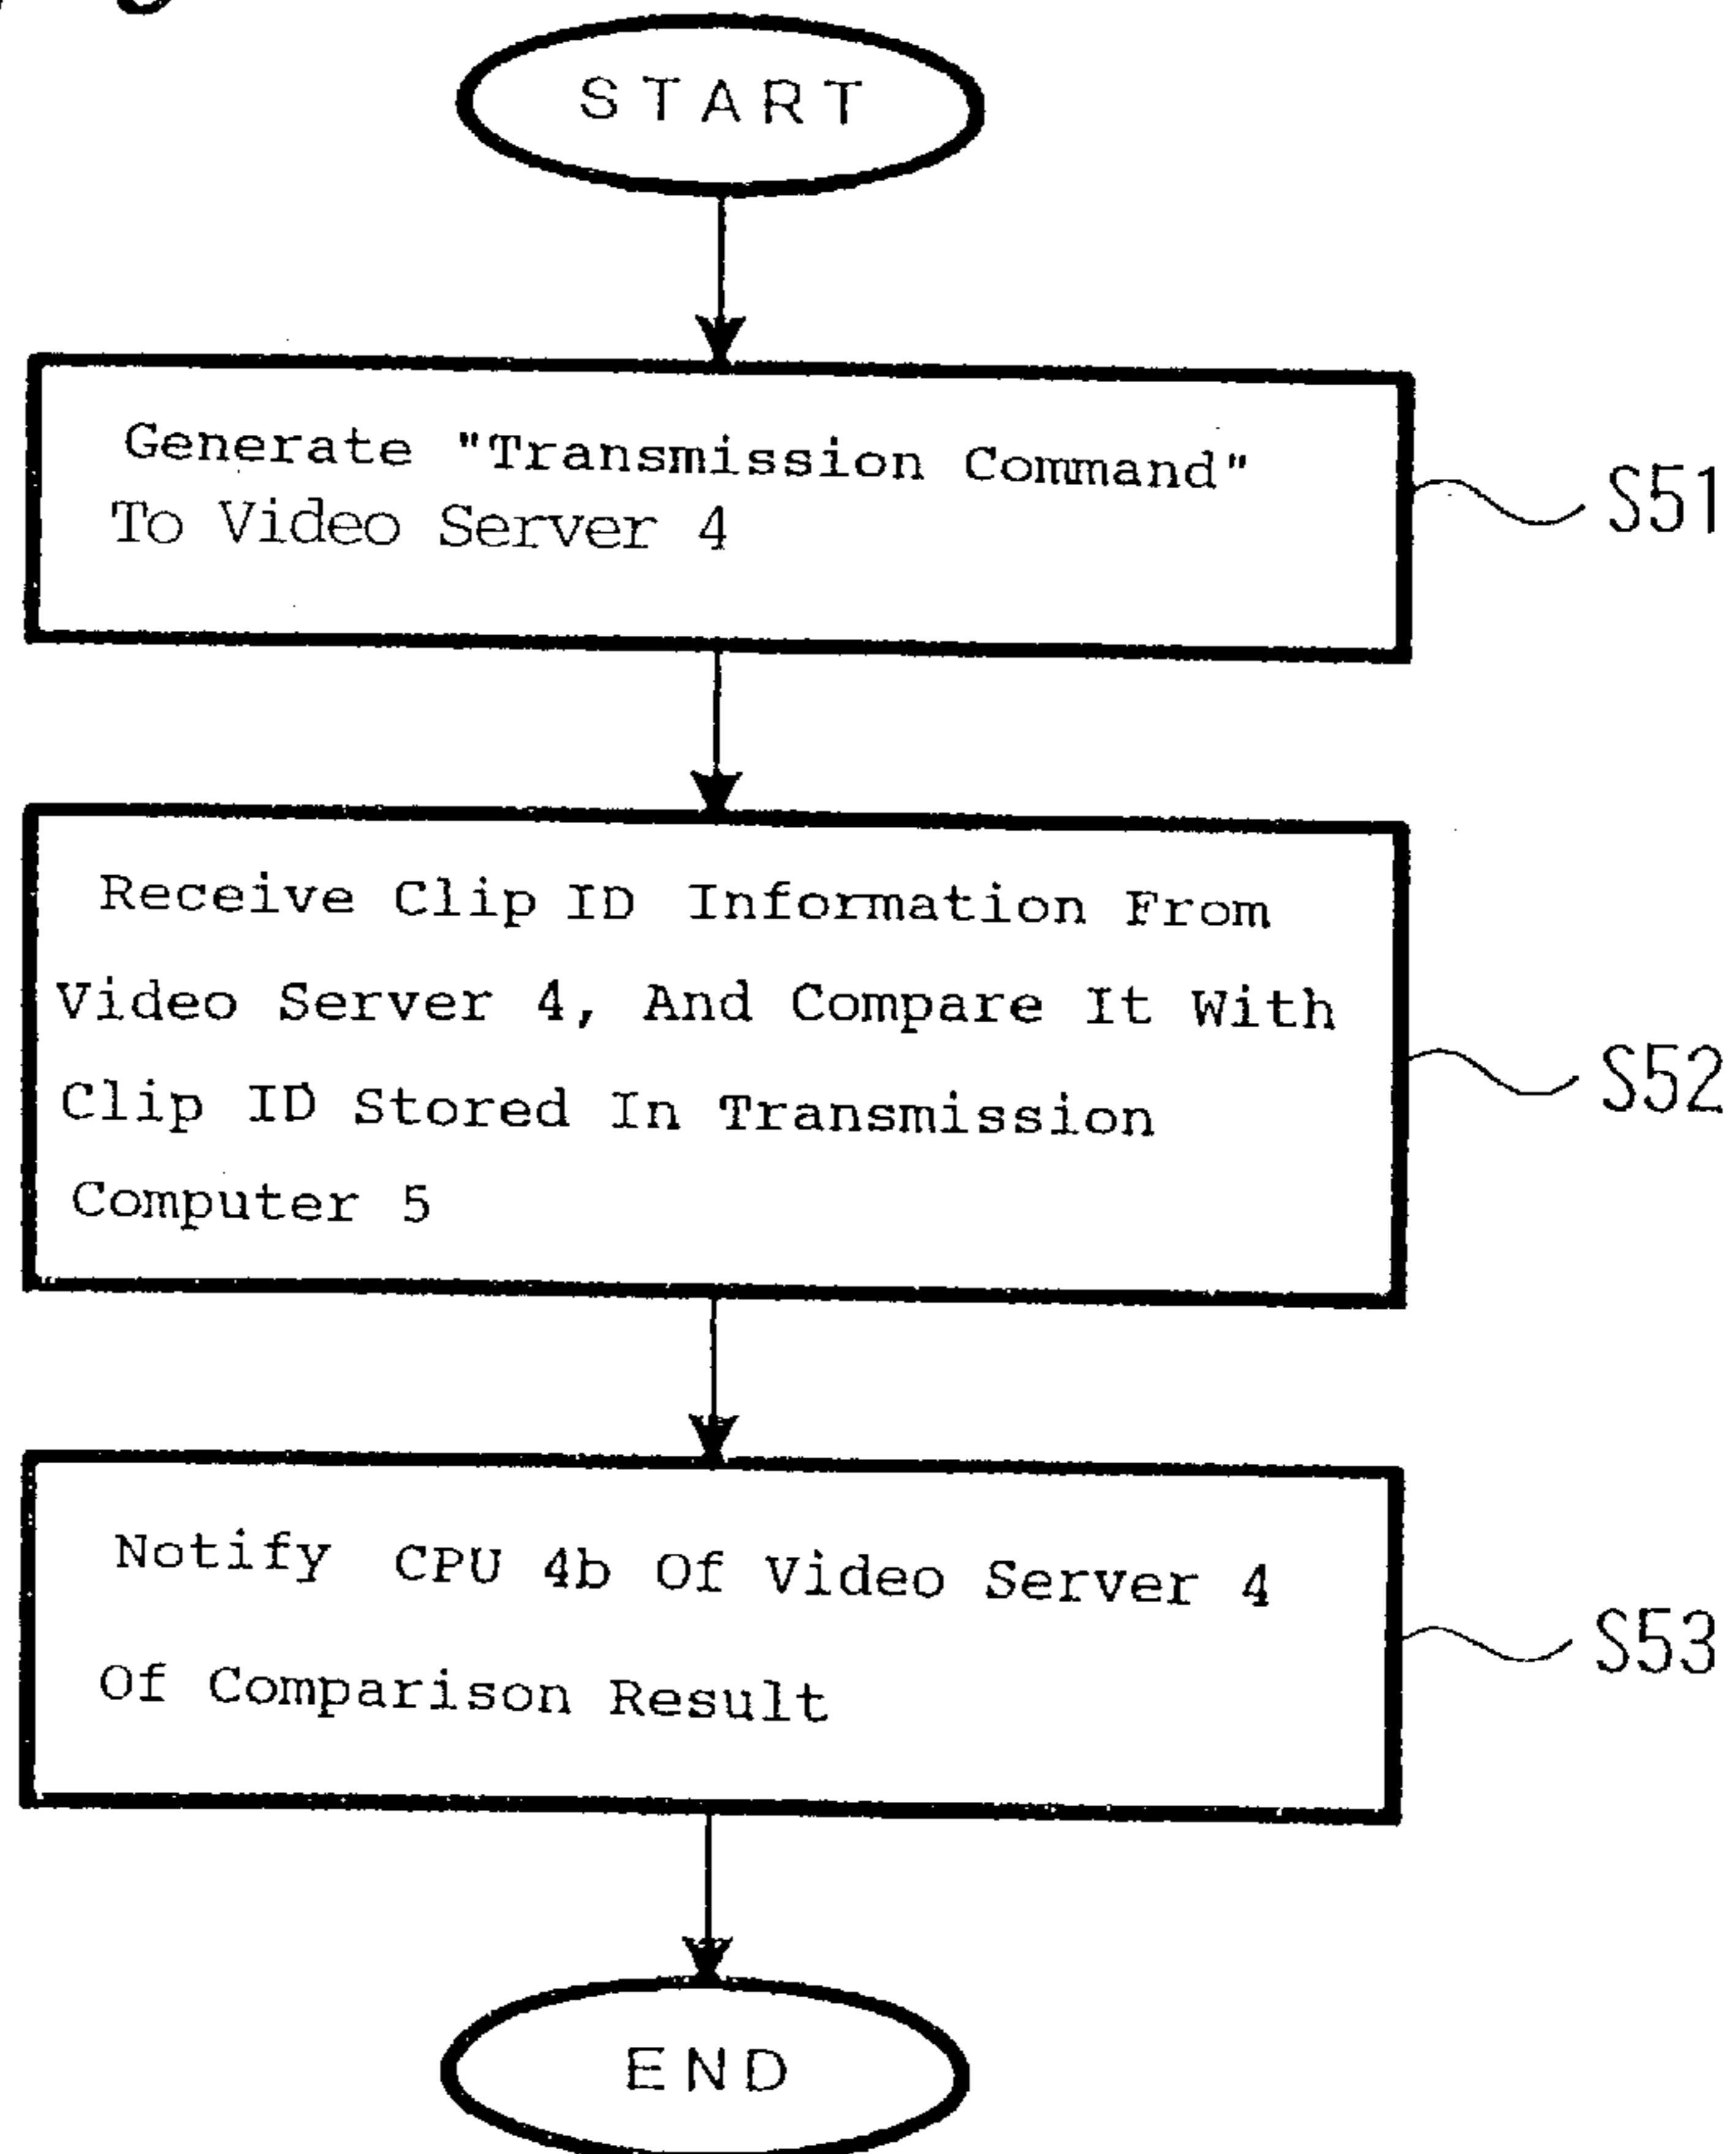 START
Generate "Transmission Command"
To Video Server 4
S51
Receive Clip ID Information From
Video Server 4, And Compare It With
Clip ID Stored In Transmission
Computer 5
S52
Notify CPU 4b Of Video Server 4
Of Comparison Result
S53
END